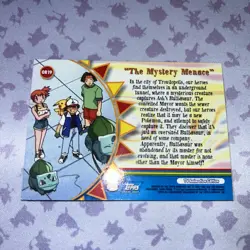 OR19
"The Mystery Menace"
In the city of Trovitopolis, our heroes
find themselves in an underground
tunnel, where a mysterious creature
captures Ash's Bulbasaur. The
crazed Mayor wants the sewer
creature destroyed, but our heroes
realize that it may be a new
Pokémon, and attempt to safely
capture it. They discover that it's
just an oversized Bulbasaur, in
need of some company.
Apparently, Bulbasaur was
abandoned by its master for
not evolving, and that master is none
other than the Mayor himself!
Topps